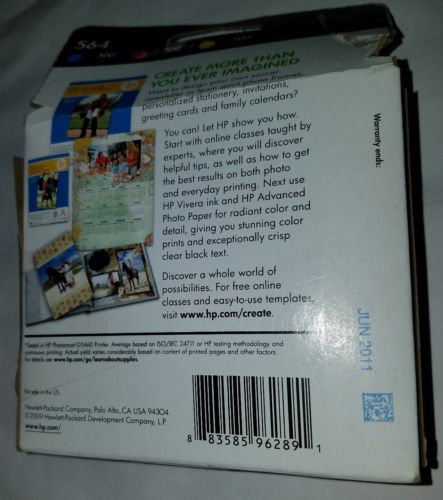 564
300
300
300
CREATE MORE THAN
YOU EVER IMAGINED
Want to design your own soccer
newsletter or team spirit photo frames,
personalized stationery, invitations,
greeting cards and family calendars?
You can! Let HP show you how.
Start with online classes taught by
experts, where you will discover
helpful tips, as well as how to get
the best results on both photo
and everyday printing. Next use
HP Vivera ink and HP Advanced
Photo Paper for radiant color and
detail, giving you stunning color
prints and exceptionally crisp
clear black text.
Discover a whole world of
possibilities. For free online
classes and easy-to-use templates,
visit www.hp.com/create.
Warranty ends:
JUN 2011
*Tested in HP Photosmart D5460 Printer. Average based on ISO/IEC 24711 or HP testing methodology and
continuous printing. Actual yield varies considerably based on content of printed pages and other factors.
For details see www.hp.com/go/learnaboutsupplies.
For sale in the US.
Hewlett-Packard Company, Palo Alto, CA USA 94304
©2009 Hewlett-Packard Development Company, L.P.
www.hp.com/
8 83585 96289 1